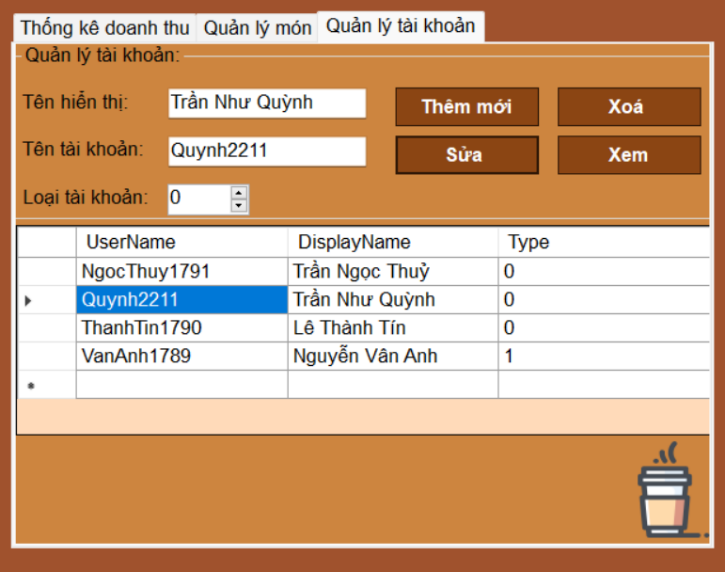 Thống kê doanh thu Quản lý món Quản lý tài khoản
Quản lý tài khoản:
Tên hiển thị: Trần Như Quỳnh Thêm mới Xoá
Tên tài khoản: Quynh2211 Sửa Xem
Loại tài khoản: 0
UserName DisplayName Type
NgocThuy1791 Trần Ngọc Thuỷ 0
Quynh2211 Trần Như Quỳnh 0
ThanhTin1790 Lê Thành Tín 0
VanAnh1789 Nguyễn Vân Anh 1